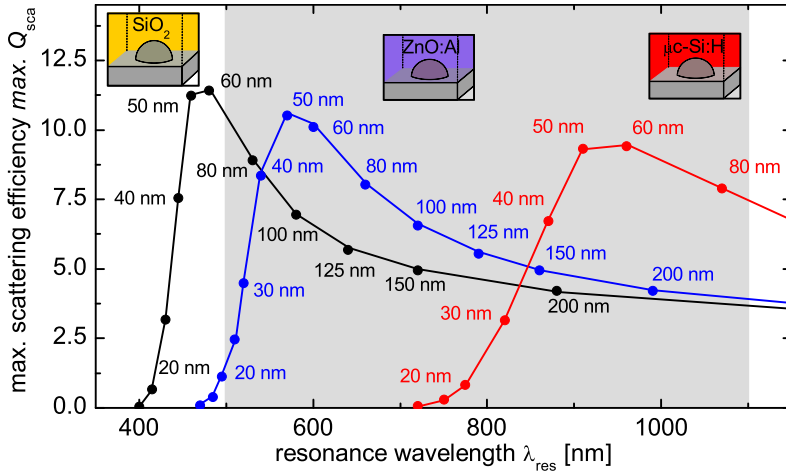 SiO2
ZnO:Al
µc-Si:H
max. scattering efficiency max. Qsca
12.5
10.0
7.5
5.0
2.5
0.0
50 nm
60 nm
40 nm
20 nm
80 nm
100 nm
125 nm
150 nm
200 nm
50 nm
60 nm
40 nm
80 nm
30 nm
100 nm
125 nm
150 nm
200 nm
20 nm
50 nm
60 nm
80 nm
40 nm
30 nm
20 nm
400
600
800
1000
resonance wavelength λres [nm]